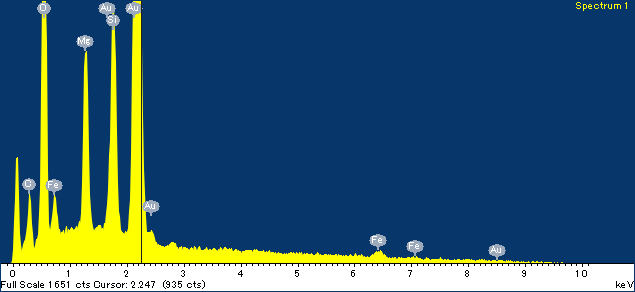 Spectrum 1
O Au Au
Si
Mg
O Fe
Au
Fe Fe Au
0 1 2 3 4 5 6 7 8 9 10
Full Scale 1651 cts Cursor: 2.247 (935 cts) keV